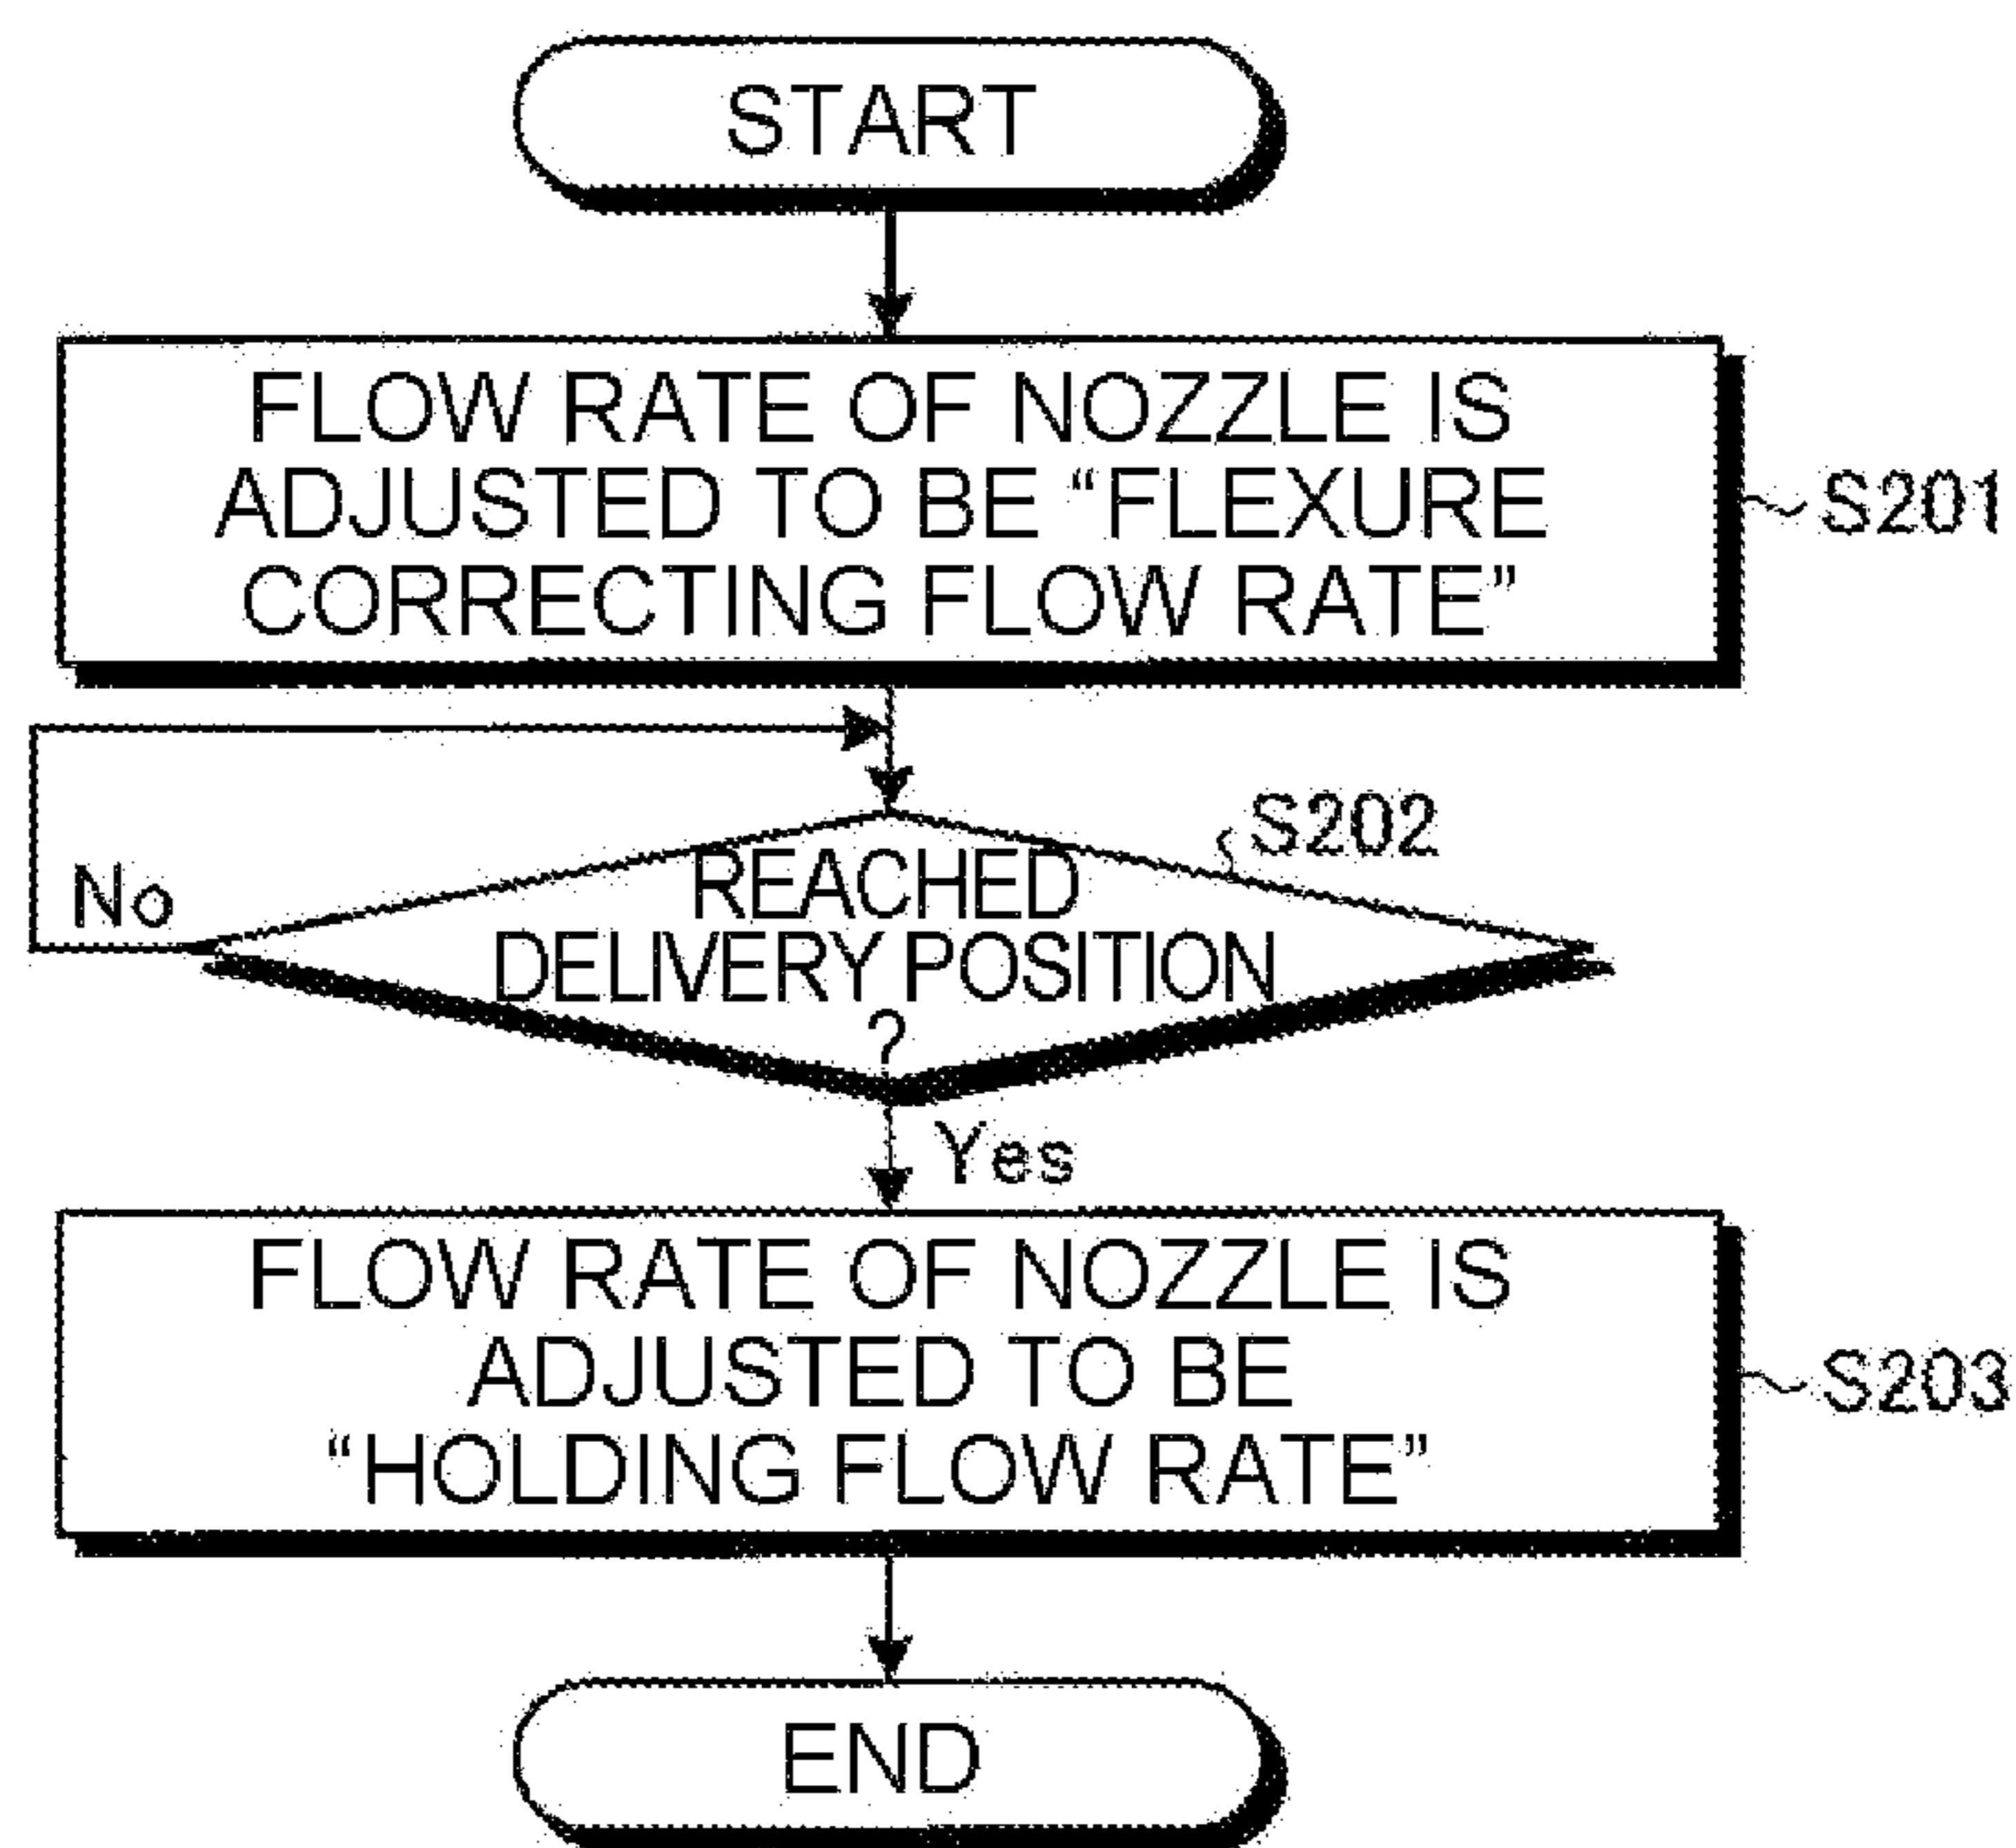 START
FLOW RATE OF NOZZLE IS
ADJUSTED TO BE “FLEXURE
CORRECTING FLOW RATE”
S201
S202
REACHED
DELIVERY POSITION
?
No
Yes
FLOW RATE OF NOZZLE IS
ADJUSTED TO BE
“HOLDING FLOW RATE”
S203
END